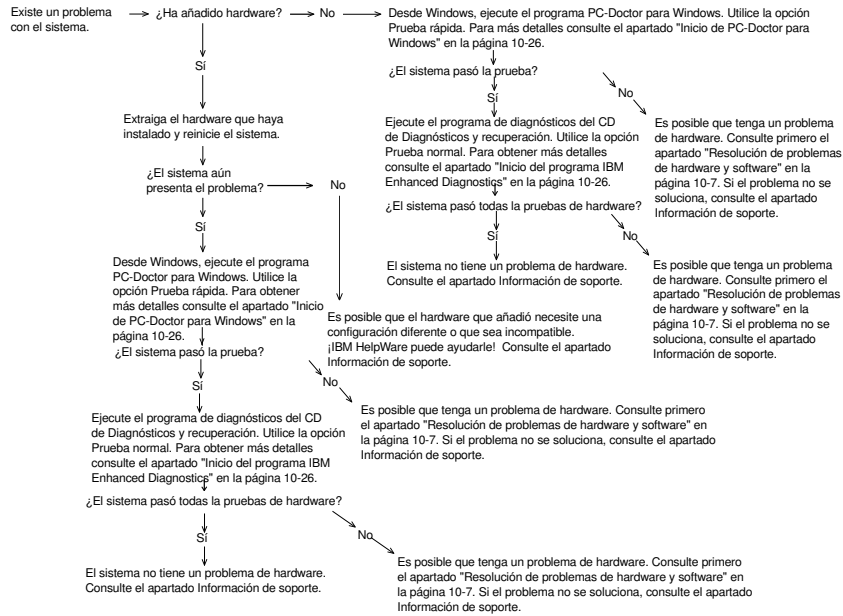 Existe un problema
con el sistema.
¿Ha añadido hardware?
No
Desde Windows, ejecute el programa PC-Doctor para Windows. Utilice la opción
Prueba rápida. Para más detalles consulte el apartado "Inicio de PC-Doctor para
Windows" en la página 10-26.
¿El sistema pasó la prueba?
Sí
No
Ejecute el programa de diagnósticos del CD
de Diagnósticos y recuperación. Utilice la opción
Prueba normal. Para obtener más detalles
consulte el apartado "Inicio del programa IBM
Enhanced Diagnostics" en la página 10-26.
Es posible que tenga un problema
de hardware. Consulte primero el
apartado "Resolución de problemas
de hardware y software" en la
página 10-7. Si el problema no se
soluciona, consulte el apartado
Información de soporte.
¿El sistema pasó todas la pruebas de hardware?
Sí
No
El sistema no tiene un problema de hardware.
Consulte el apartado Información de soporte.
Es posible que tenga un problema
de hardware. Consulte primero el
apartado "Resolución de problemas
de hardware y software" en la
página 10-7. Si el problema no se
soluciona, consulte el apartado
Información de soporte.
Sí
Extraiga el hardware que haya
instalado y reinicie el sistema.
¿El sistema aún
presenta el problema?
No
Es posible que el hardware que añadió necesite una
configuración diferente o que sea incompatible.
¡IBM HelpWare puede ayudarle! Consulte el apartado
Información de soporte.
Sí
Desde Windows, ejecute el programa
PC-Doctor para Windows. Utilice la
opción Prueba rápida. Para obtener
más detalles consulte el apartado "Inicio
de PC-Doctor para Windows" en la
página 10-26.
¿El sistema pasó la prueba?
Sí
No
Es posible que tenga un problema de hardware. Consulte primero
el apartado "Resolución de problemas de hardware y software" en
la página 10-7. Si el problema no se soluciona, consulte el apartado
Información de soporte.
Ejecute el programa de diagnósticos del CD
de Diagnósticos y recuperación. Utilice la opción
Prueba normal. Para obtener más detalles
consulte el apartado "Inicio del programa IBM
Enhanced Diagnostics" en la página 10-26.
¿El sistema pasó todas la pruebas de hardware?
Sí
No
El sistema no tiene un problema de hardware.
Consulte el apartado Información de soporte.
Es posible que tenga un problema de hardware. Consulte primero
el apartado "Resolución de problemas de hardware y software" en
la página 10-7. Si el problema no se soluciona, consulte el apartado
Información de soporte.